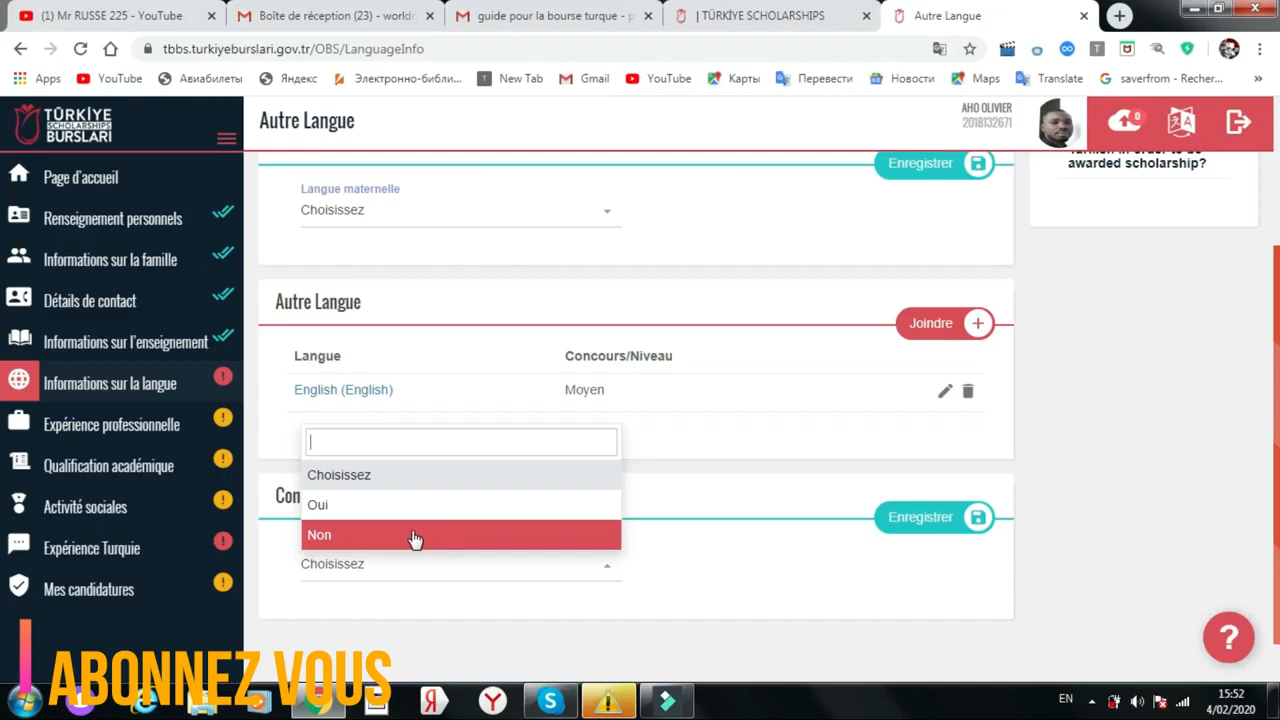 (1) Mr RUSSE 225 - YouTube
Boîte de réception (23) - worldr
guide pour la bourse turque - p
| TÜRKİYE SCHOLARSHIPS
Autre Langue
tbbs.turkiyeburslari.gov.tr/OBS/LanguageInfo
Apps
YouTube
Авиабилеты
Яндекс
Электронно-библи...
New Tab
Gmail
YouTube
Карты
Перевести
Новости
Maps
Translate
saverfrom - Recher...
»
TÜRKİYE
SCHOLARSHIPS
BURSLARI
Autre Langue
AHO OLIVIER
2018132671
0
Page d'accueil
Renseignement personnels
Informations sur la famille
Détails de contact
Informations sur l'enseignement
Informations sur la langue
Expérience professionnelle
Qualification académique
Activité sociales
Expérience Turquie
Mes candidatures
Enregistrer
Langue maternelle
Choisissez
awarded scholarship?
Autre Langue
Joindre +
Langue Concours/Niveau
English (English) Moyen
Choisissez
Oui
Non
Con
Enregistrer
Choisissez
?
ABONNEZ VOUS
EN
15:52
4/02/2020